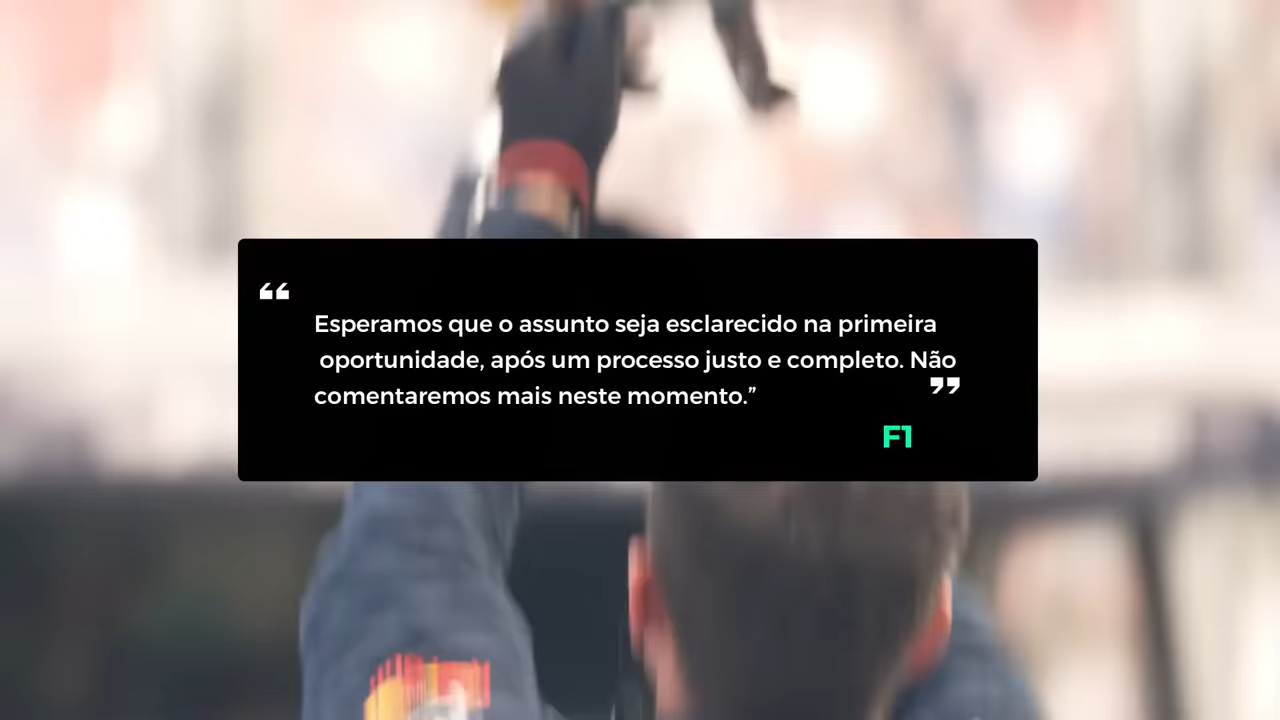 ❝
Esperamos que o assunto seja esclarecido na primeira
oportunidade, após um processo justo e completo. Não
comentaremos mais neste momento.”
❞
F1